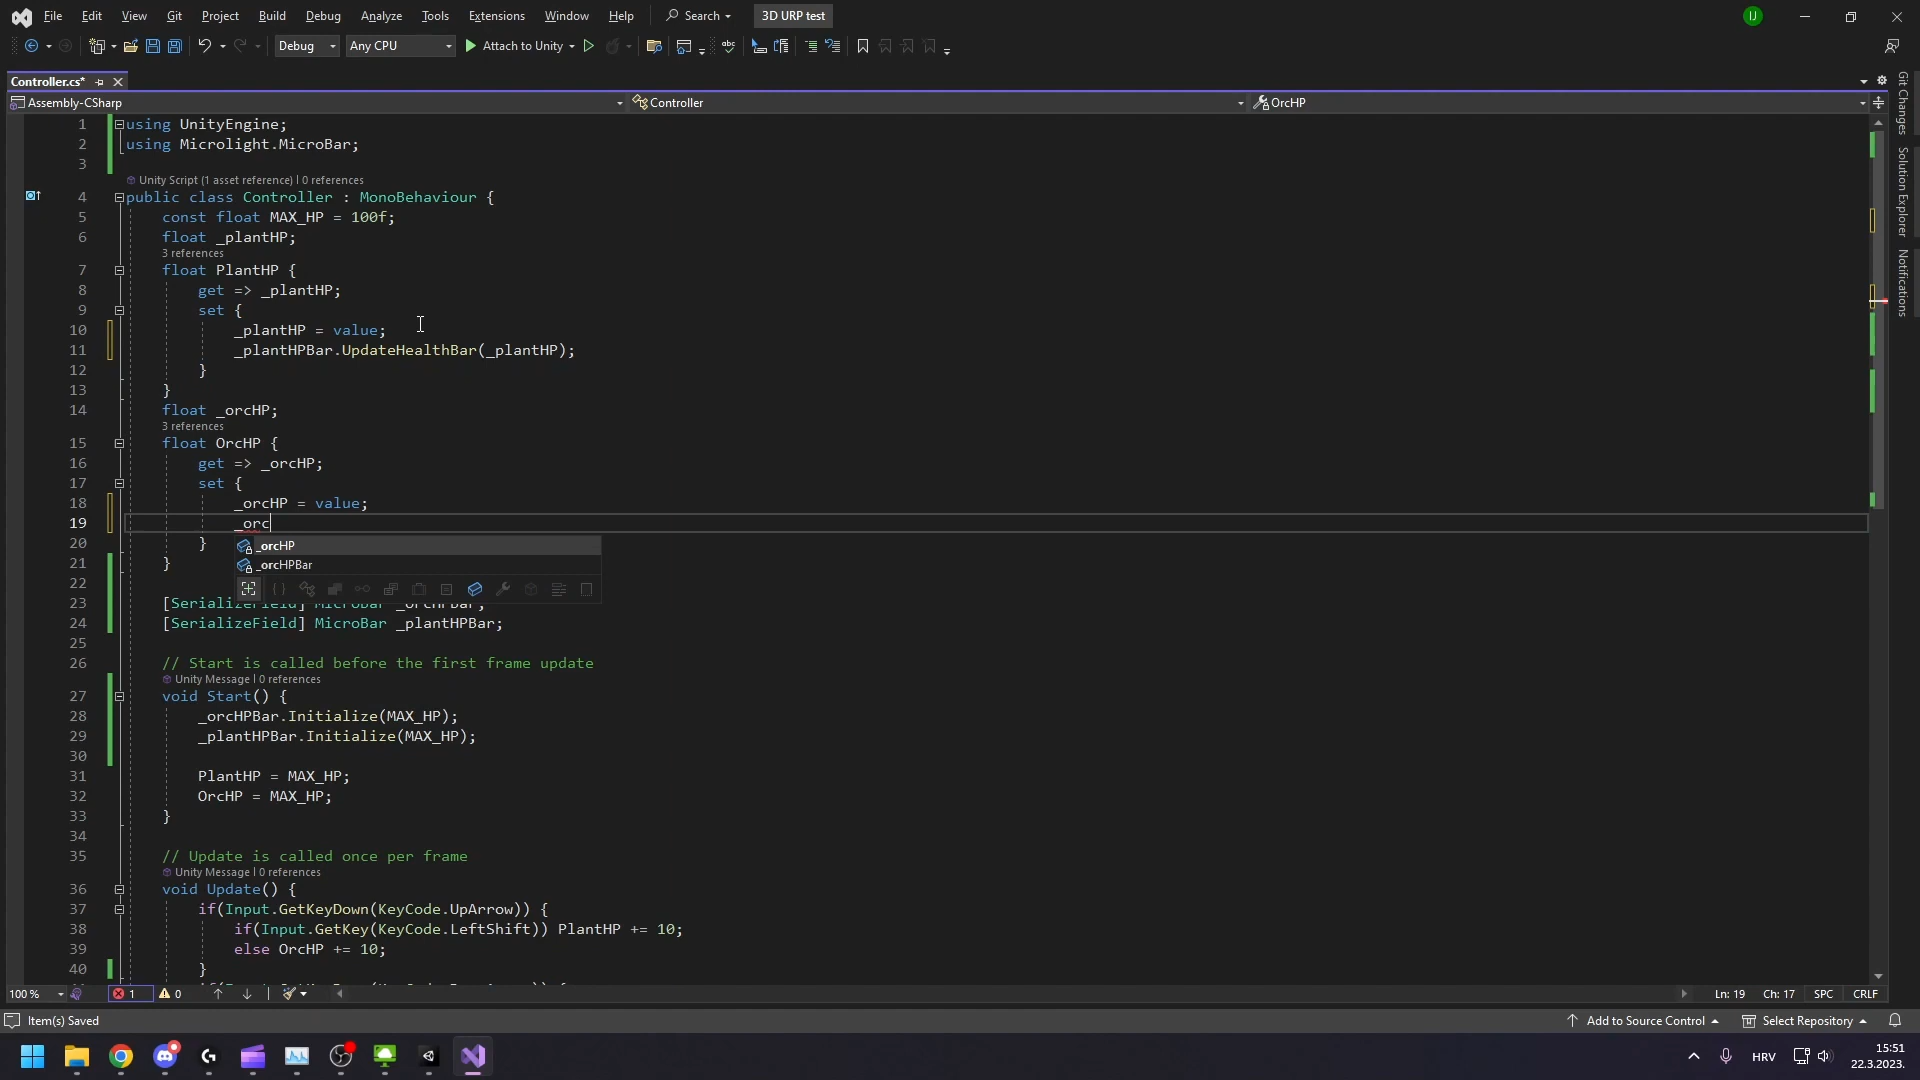 File Edit View Git Project Build Debug Analyze Tools Extensions Window Help Search 3D URP test IJ
Debug Any CPU Attach to Unity
Controller.cs*
Assembly-CSharp Controller OrcHP
1 using UnityEngine;
2 using Microlight.MicroBar;
3
Unity Script (1 asset reference) | 0 references
4 public class Controller : MonoBehaviour {
5 const float MAX_HP = 100f;
6 float _plantHP;
3 references
7 float PlantHP {
8 get => _plantHP;
9 set {
10 _plantHP = value;
11 _plantHPBar.UpdateHealthBar(_plantHP);
12 }
13 }
14 float _orcHP;
3 references
15 float OrcHP {
16 get => _orcHP;
17 set {
18 _orcHP = value;
19 _orc
20 }
_orcHP
21 }
_orcHPBar
22
23 [SerializeField] MicroBar _orcHPBar;
24 [SerializeField] MicroBar _plantHPBar;
25
26 // Start is called before the first frame update
Unity Message | 0 references
27 void Start() {
28 _orcHPBar.Initialize(MAX_HP);
29 _plantHPBar.Initialize(MAX_HP);
30
31 PlantHP = MAX_HP;
32 OrcHP = MAX_HP;
33 }
34
35 // Update is called once per frame
Unity Message | 0 references
36 void Update() {
37 if(Input.GetKeyDown(KeyCode.UpArrow)) {
38 if(Input.GetKey(KeyCode.LeftShift)) PlantHP += 10;
39 else OrcHP += 10;
40 }
Git Changes
Solution Explorer
Notifications
100 % 1 0 Ln: 19 Ch: 17 SPC CRLF
Item(s) Saved Add to Source Control Select Repository
HRV 15:51
22.3.2023.